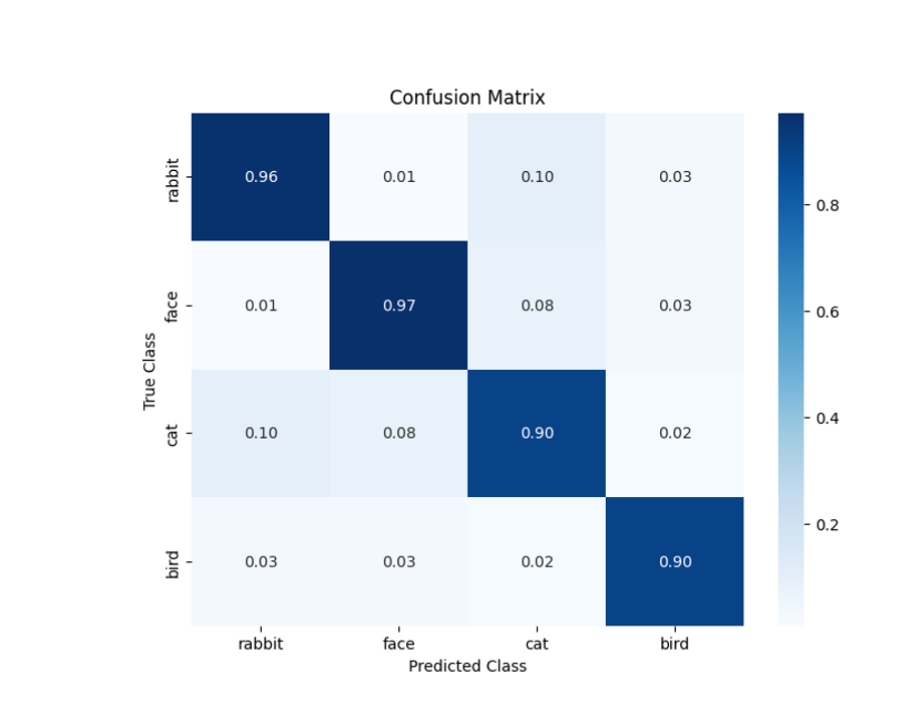 Confusion Matrix
rabbit 0.96 0.01 0.10 0.03
face 0.01 0.97 0.08 0.03
cat 0.10 0.08 0.90 0.02
bird 0.03 0.03 0.02 0.90
rabbit face cat bird
Predicted Class
True Class
0.8
0.6
0.4
0.2